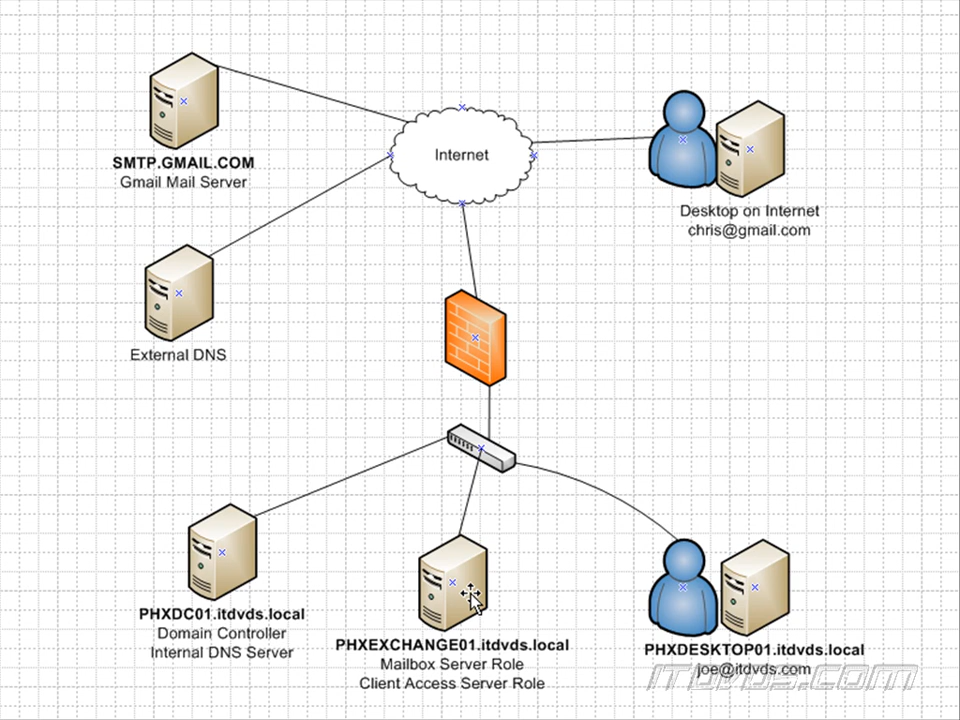 Internet
SMTP.GMAIL.COM
Gmail Mail Server
Desktop on Internet
chris@gmail.com
External DNS
PHXDC01.itdvds.local
Domain Controller
Internal DNS Server
PHXEXCHANGE01.itdvds.local
Mailbox Server Role
Client Access Server Role
PHXDESKTOP01.itdvds.local
joe@itdvds.com
ITDVDS.COM